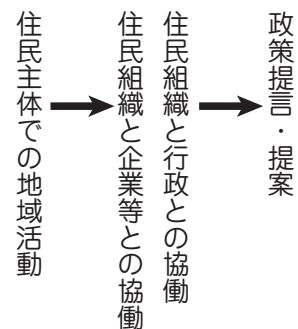 政策提言・提案
住民組織と行政との協働
住民組織と企業等との協働
住民主体での地域活動